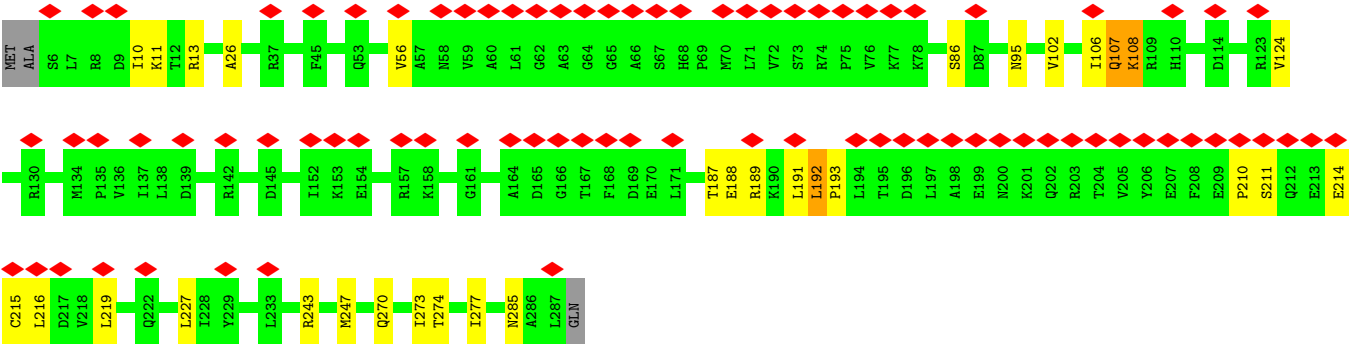 MET ALA S6 L7 R8 D9 I10 K11 T12 R13 A26 R37 F45 Q53 V56 A57 N58 V59 A60 L61 G62 A63 G64 G65 A66 S67 H68 P69 M70 L71 V72 S73 R74 P75 V76 K77 K78 S86 D87 N95 V102 I106 Q107 K108 R109 H110 D114 R123 V124
R130 M134 P135 V136 I137 L138 D139 R142 D145 I152 K153 E154 R157 K158 G161 A164 D165 G166 T167 F168 D169 E170 L171 T187 E188 R189 K190 L191 L192 P193 L194 T195 D196 L197 A198 E199 N200 K201 Q202 R203 T204 V205 Y206 E207 F208 E209 P210 S211 Q212 E213 E214
C215 L216 D217 V218 L219 Q222 L227 I228 Y229 L233 R243 M247 Q270 I273 T274 I277 N285 A286 L287 GLN